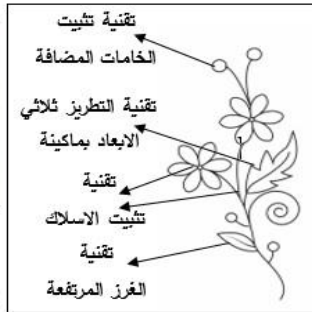 تقنية تثبيت
الخامات المضافة
تقنية التطريز ثلاثي
الابعاد بماكينة
تقنية
تثبيت الاسلاك
تقنية
الغرز المرتفعة